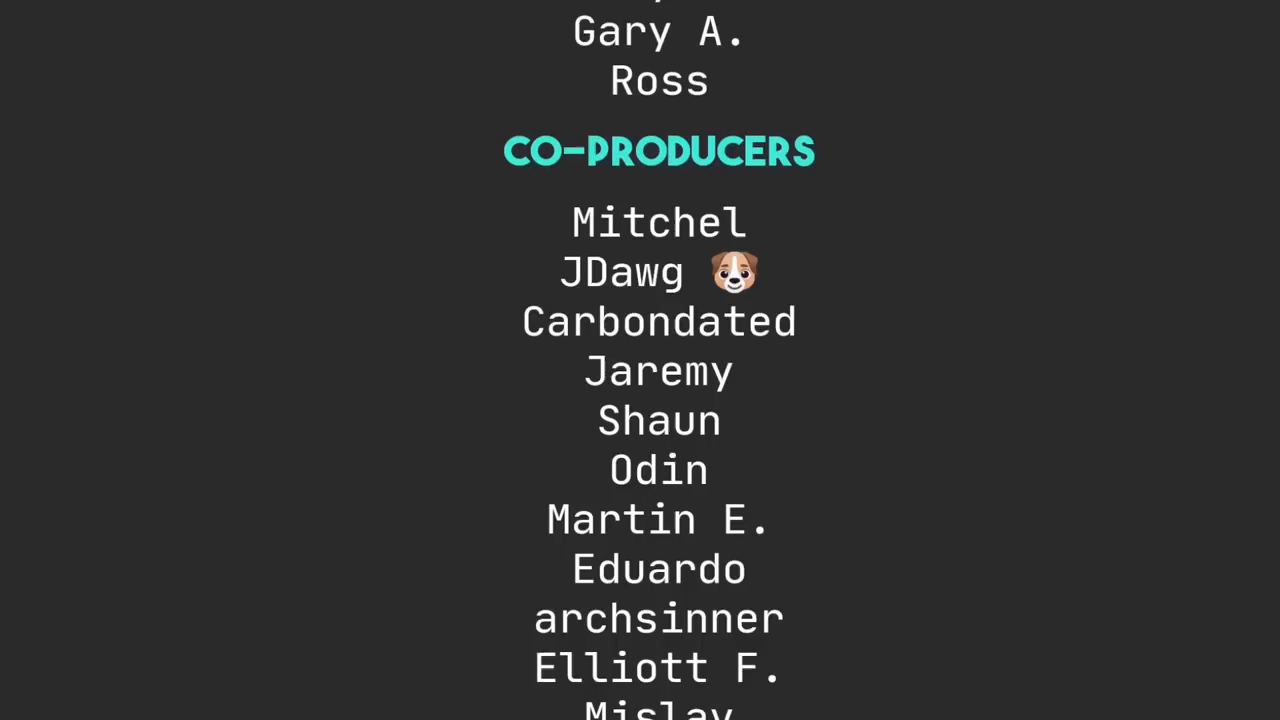 Gary A.
Ross
CO-PRODUCERS
Mitchel
JDawg 🐶
Carbondated
Jaremy
Shaun
Odin
Martin E.
Eduardo
archsinner
Elliott F.
Mislav